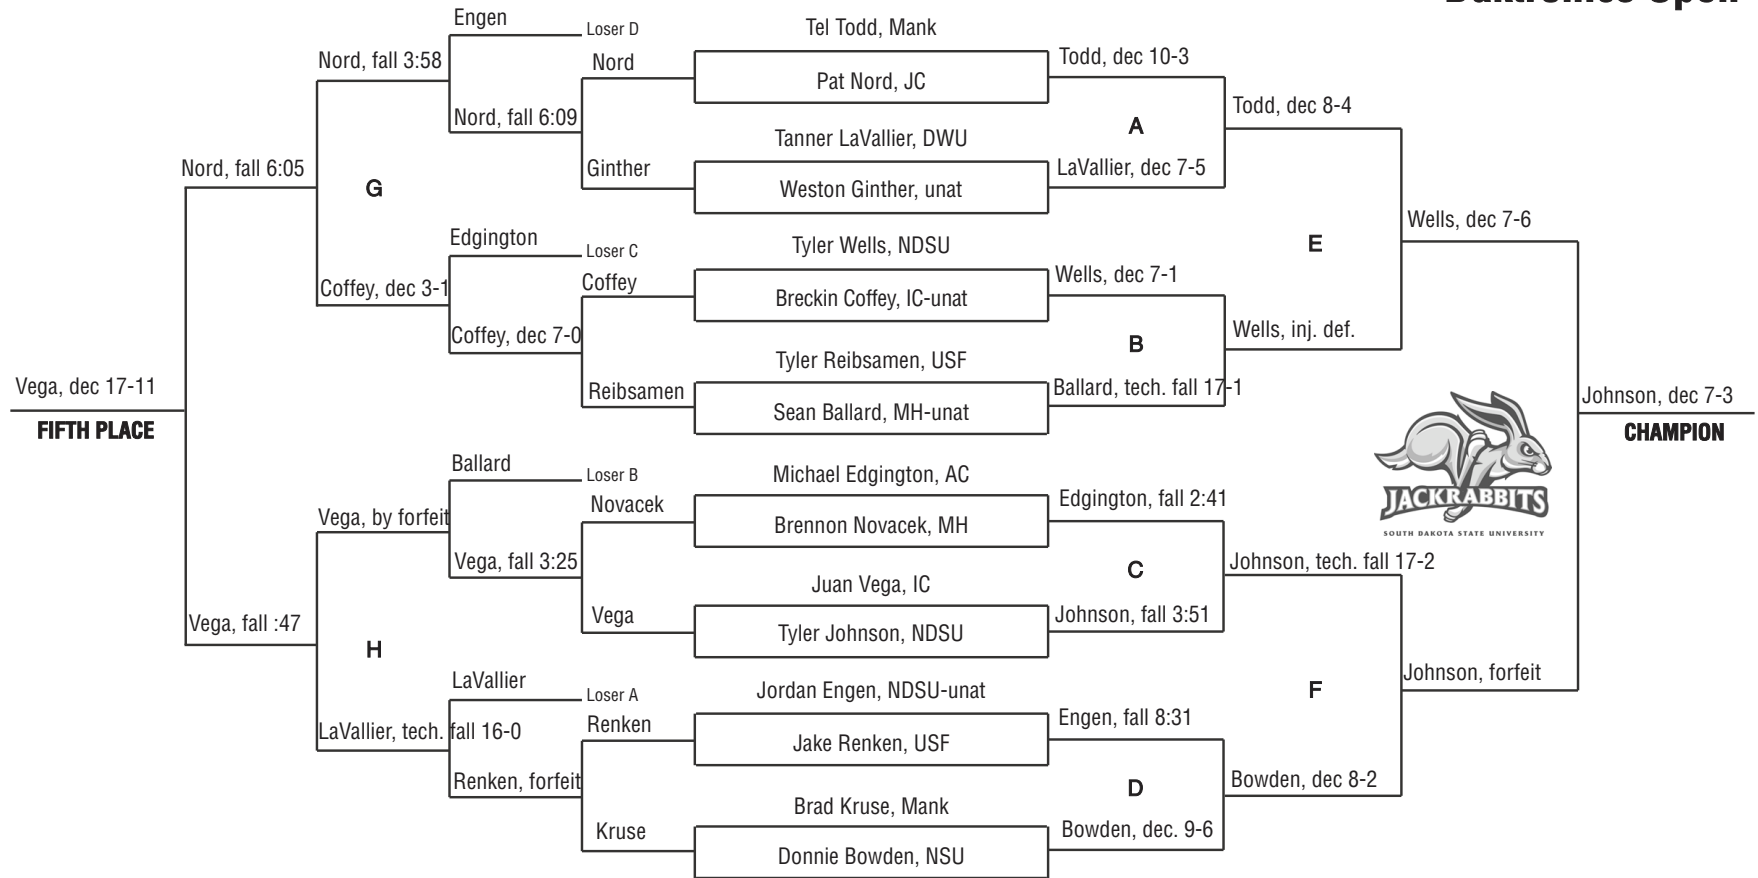 Daktronics Open
Engen
Loser D
Tel Todd, Mank
Nord, fall 3:58
Nord
Todd, dec 10-3
Pat Nord, JC
Todd, dec 8-4
Nord, fall 6:09
A
Tanner LaVallier, DWU
Nord, fall 6:05
Ginther
LaVallier, dec 7-5
G
Weston Ginther, unat
Wells, dec 7-6
Edgington
Loser C
Tyler Wells, NDSU
E
Coffey
Wells, dec 7-1
Coffey, dec 3-1
Breckin Coffey, IC-unat
Coffey, dec 7-0
Wells, inj. def.
B
Tyler Reibsamen, USF
Vega, dec 17-11
Reibsamen
Ballard, tech. fall 17-1
Johnson, dec 7-3
Sean Ballard, MH-unat
FIFTH PLACE
CHAMPION
Ballard
Loser B
Michael Edgington, AC
Novacek
Edgington, fall 2:41
JACKRABBITS
SOUTH DAKOTA STATE UNIVERSITY
Vega, by forfeit
Brennon Novacek, MH
Vega, fall 3:25
C
Johnson, tech. fall 17-2
Juan Vega, IC
Vega, fall :47
Vega
Johnson, fall 3:51
Tyler Johnson, NDSU
H
LaVallier
Loser A
Jordan Engen, NDSU-unat
F
Johnson, forfeit
Renken
Engen, fall 8:31
LaVallier, tech. fall 16-0
Jake Renken, USF
Renken, forfeit
D
Bowden, dec 8-2
Brad Kruse, Mank
Kruse
Bowden, dec. 9-6
Donnie Bowden, NSU